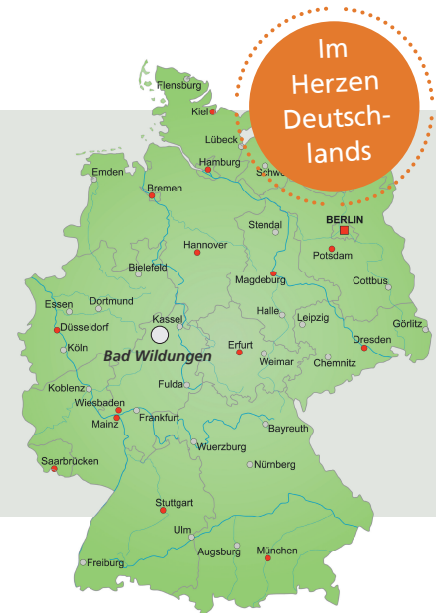 Im
Herzen
Deutsch-
lands
Flensburg
Kiel
Lübeck
Hamburg
Schwe
Emden
Bremen
BERLIN
Stendal
Hannover
Potsdam
Bielefeld
Magdeburg
Cottbus
Essen
Dortmund
Halle
Leipzig
Kassel
Görlitz
Düsseldorf
Dresden
Köln
Bad Wildungen
Erfurt
Weimar
Chemnitz
Koblenz
Fulda
Wiesbaden
Frankfurt
Mainz
Bayreuth
Wuerzburg
Saarbrücken
Nürnberg
Stuttgart
Ulm
Augsburg
München
Freiburg